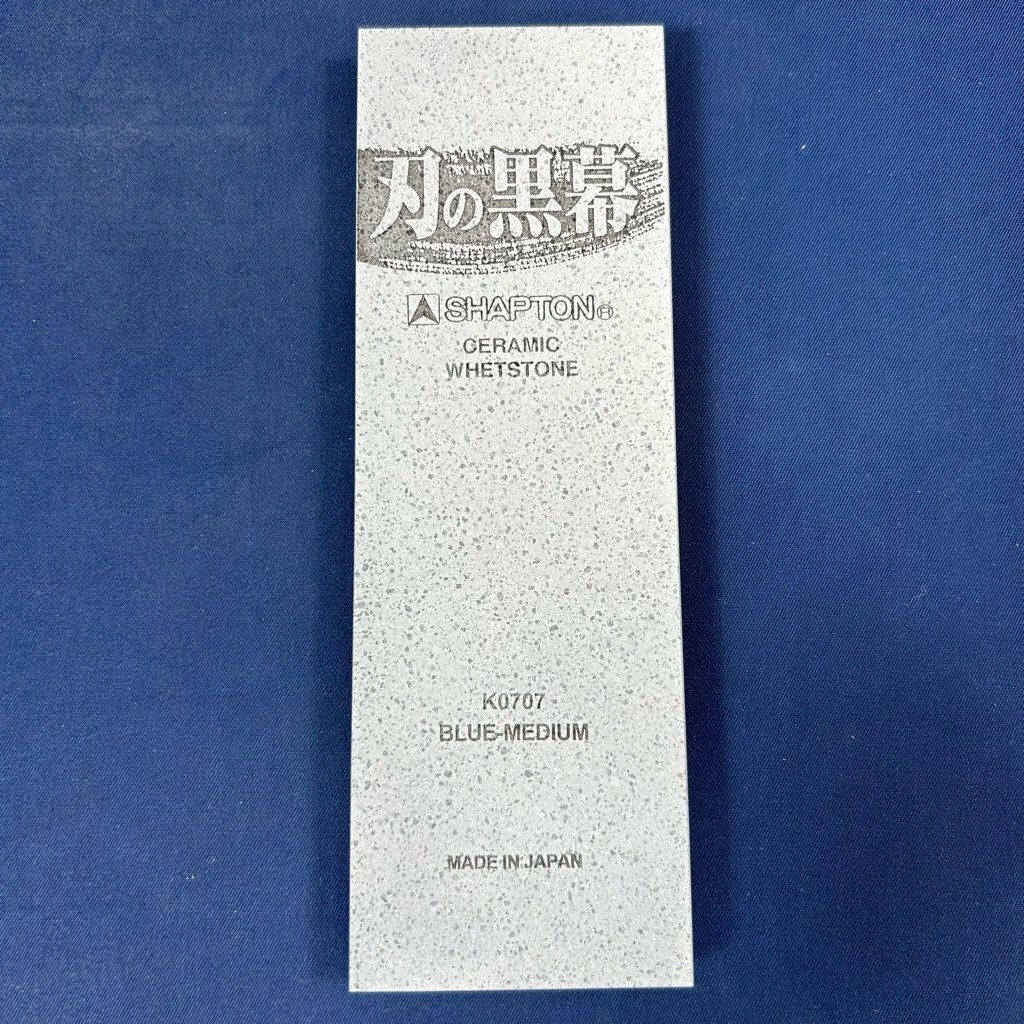 刃の黒幕
SHAPTON®
CERAMIC
WHETSTONE
K0707
BLUE-MEDIUM
MADE IN JAPAN